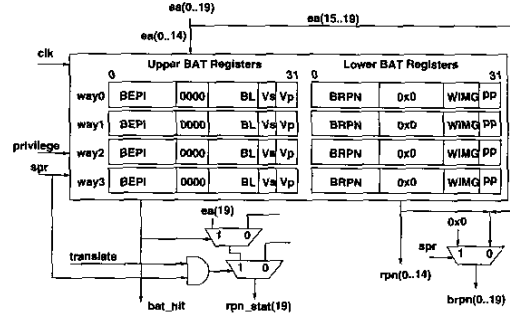 ea(0..19)
ea(15..19)
ea(0..14)
clk
Upper BAT Registers
Lower BAT Registers
0 31 0 31
way0 BEPI 0000 BL Vs Vp BRPN 0x0 WIMG pp
way1 BEPI 0000 BL Vs Vp BRPN 0x0 WIMG pp
privilege
way2 BEPI 0000 BL Vs Vp BRPN 0x0 WIMG pp
spr
way3 BEPI 0000 BL Vs Vp BRPN 0x0 WIMG pp
ea(19)
0x0
1 0
spr
1 0
translate
1 0
rpn(0..14)
bat_hit
rpn_stat(19)
brpn(0..19)